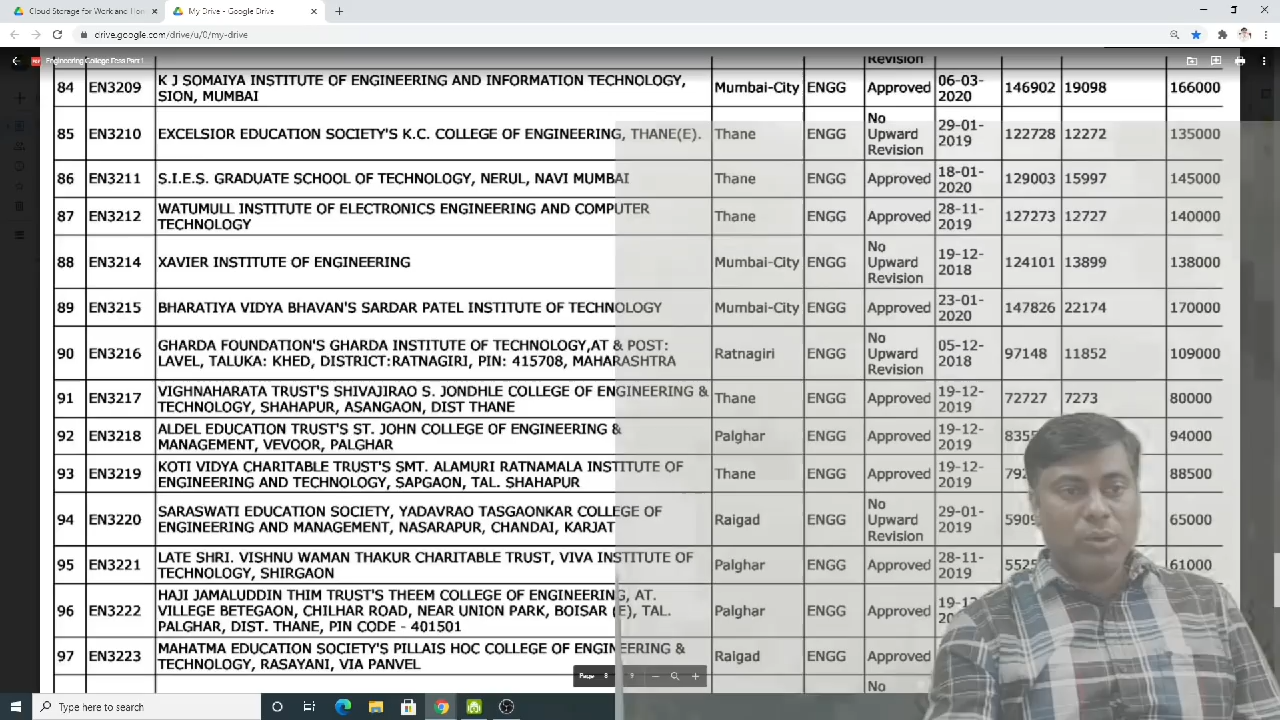 Cloud Storage for Work and Hom
My Drive - Google Drive
drive.google.com/drive/u/0/my-drive
Engineering College Fees Part 1
Revision
84 EN3209 K J SOMAIYA INSTITUTE OF ENGINEERING AND INFORMATION TECHNOLOGY, SION, MUMBAI Mumbai-City ENGG Approved 06-03-2020 146902 19098 166000
85 EN3210 EXCELSIOR EDUCATION SOCIETY'S K.C. COLLEGE OF ENGINEERING, THANE(E). Thane ENGG No Upward Revision 29-01-2019 122728 12272 135000
86 EN3211 S.I.E.S. GRADUATE SCHOOL OF TECHNOLOGY, NERUL, NAVI MUMBAI Thane ENGG Approved 18-01-2020 129003 15997 145000
87 EN3212 WATUMULL INSTITUTE OF ELECTRONICS ENGINEERING AND COMPUTER TECHNOLOGY Thane ENGG Approved 28-11-2019 127273 12727 140000
88 EN3214 XAVIER INSTITUTE OF ENGINEERING Mumbai-City ENGG No Upward Revision 19-12-2018 124101 13899 138000
89 EN3215 BHARATIYA VIDYA BHAVAN'S SARDAR PATEL INSTITUTE OF TECHNOLOGY Mumbai-City ENGG Approved 23-01-2020 147826 22174 170000
90 EN3216 GHARDA FOUNDATION'S GHARDA INSTITUTE OF TECHNOLOGY,AT & POST: LAVEL, TALUKA: KHED, DISTRICT:RATNAGIRI, PIN: 415708, MAHARASHTRA Ratnagiri ENGG No Upward Revision 05-12-2018 97148 11852 109000
91 EN3217 VIGHNAHARATA TRUST'S SHIVAJIRAO S. JONDHLE COLLEGE OF ENGINEERING & TECHNOLOGY, SHAHAPUR, ASANGAON, DIST THANE Thane ENGG Approved 19-12-2019 72727 7273 80000
92 EN3218 ALDEL EDUCATION TRUST'S ST. JOHN COLLEGE OF ENGINEERING & MANAGEMENT, VEVOOR, PALGHAR Palghar ENGG Approved 19-12-2019 94000
93 EN3219 KOTI VIDYA CHARITABLE TRUST'S SMT. ALAMURI RATNAMALA INSTITUTE OF ENGINEERING AND TECHNOLOGY, SAPGAON, TAL. SHAHAPUR Thane ENGG Approved 19-12-2019 88500
94 EN3220 SARASWATI EDUCATION SOCIETY, YADAVRAO TASGAONKAR COLLEGE OF ENGINEERING AND MANAGEMENT, NASARAPUR, CHANDAI, KARJAT Raigad ENGG No Upward Revision 29-01-2019 65000
95 EN3221 LATE SHRI. VISHNU WAMAN THAKUR CHARITABLE TRUST, VIVA INSTITUTE OF TECHNOLOGY, SHIRGAON Palghar ENGG Approved 28-11-2019 61000
96 EN3222 HAJI JAMALUDDIN THIM TRUST'S THEEM COLLEGE OF ENGINEERING, AT. VILLEGE BETEGAON, CHILHAR ROAD, NEAR UNION PARK, BOISAR (E), TAL. PALGHAR, DIST. THANE, PIN CODE - 401501 Palghar ENGG Approved
97 EN3223 MAHATMA EDUCATION SOCIETY'S PILLAIS HOC COLLEGE OF ENGINEERING & TECHNOLOGY, RASAYANI, VIA PANVEL Raigad ENGG Approved
No
Page 8
Type here to search